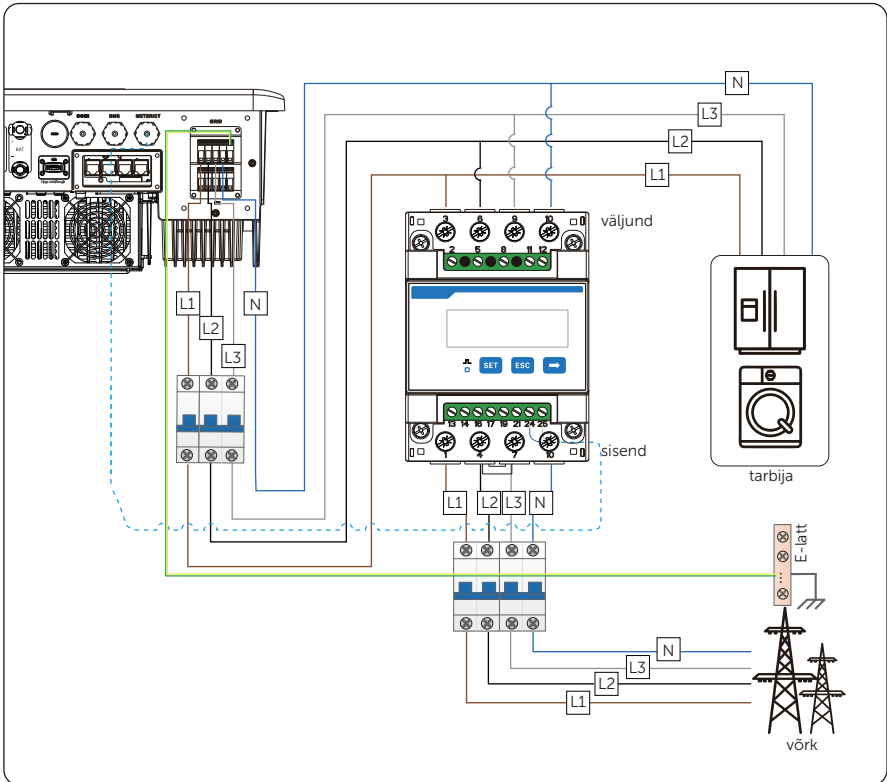 COM DRM METER/CT
GRID
BAT
N
L3
L2
L1
väljund
3 6 9 10
2 5 8 11 12
SET ESC
13 14 16 17 19 21 24 25
1 4 7 10
sisend
L1
L2
L3
N
tarbija
L1 L2 L3 N
E-latt
N
L3
L2
L1
võrk